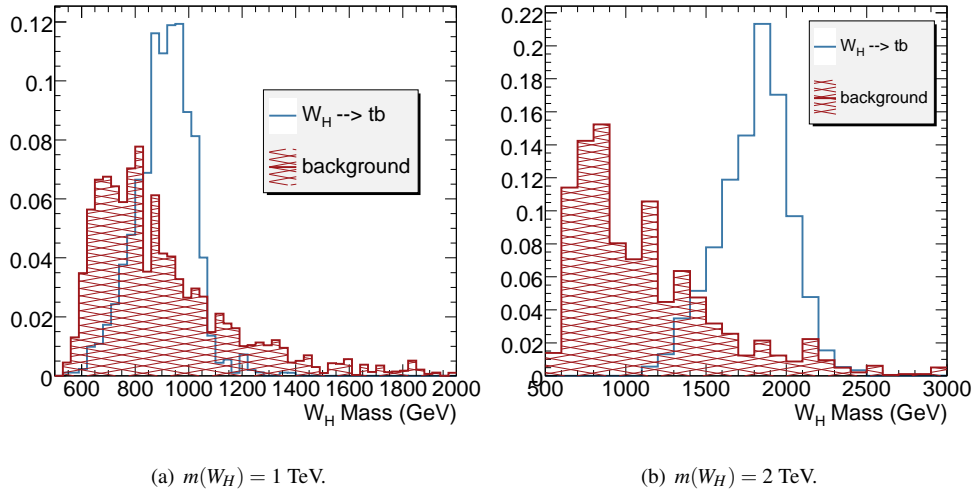 0.12
0.1
0.08
0.06
0.04
0.02
0
600 800 1000 1200 1400 1600 1800 2000
W_H Mass (GeV)
W_H --> tb
background
(a) m(W_H) = 1 TeV.
0.22
0.2
0.18
0.16
0.14
0.12
0.1
0.08
0.06
0.04
0.02
0
500 1000 1500 2000 2500 3000
W_H Mass (GeV)
W_H --> tb
background
(b) m(W_H) = 2 TeV.